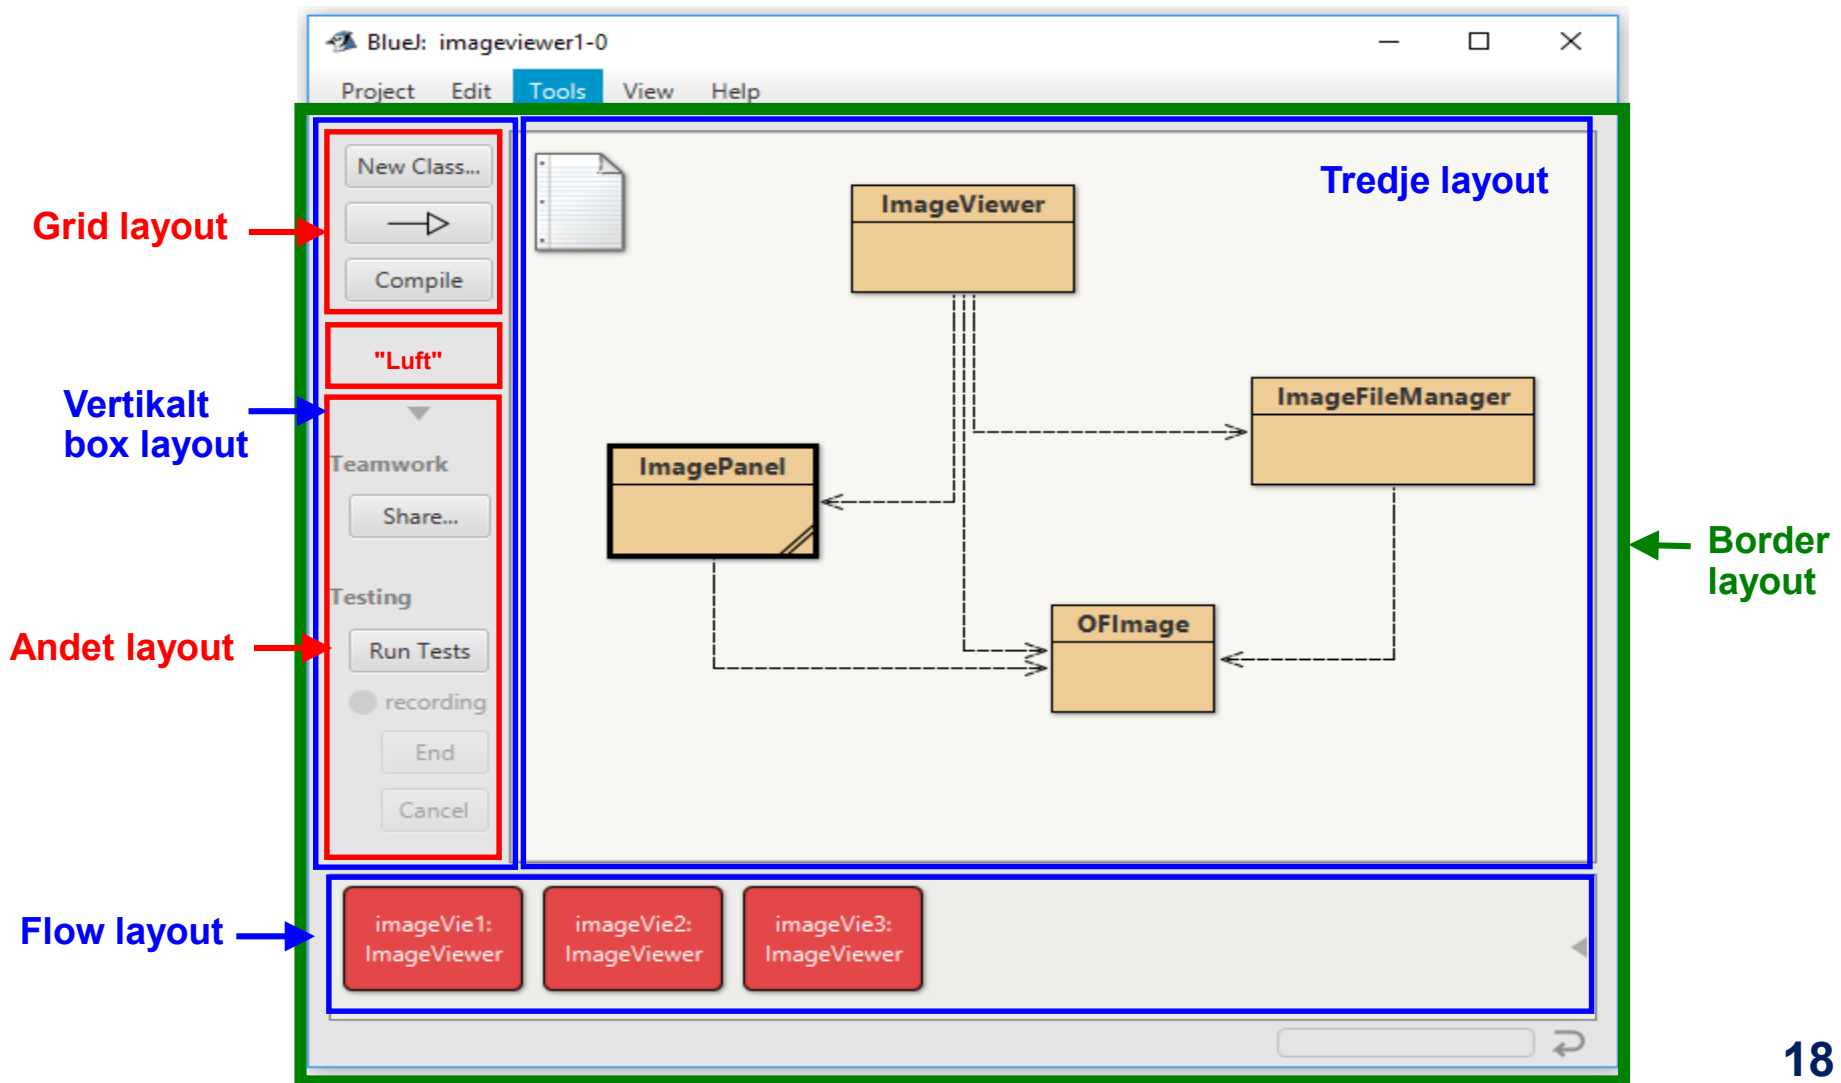 BlueJ: imageviewer1-0
Project Edit Tools View Help
New Class...
Compile
Grid layout
"Luft"
Vertikalt
box layout
Teamwork
Share...
Testing
Andet layout
Run Tests
recording
End
Cancel
Tredje layout
ImageViewer
ImageFileManager
ImagePanel
OFImage
Border
layout
Flow layout
imageVie1:
ImageViewer
imageVie2:
ImageViewer
imageVie3:
ImageViewer
18